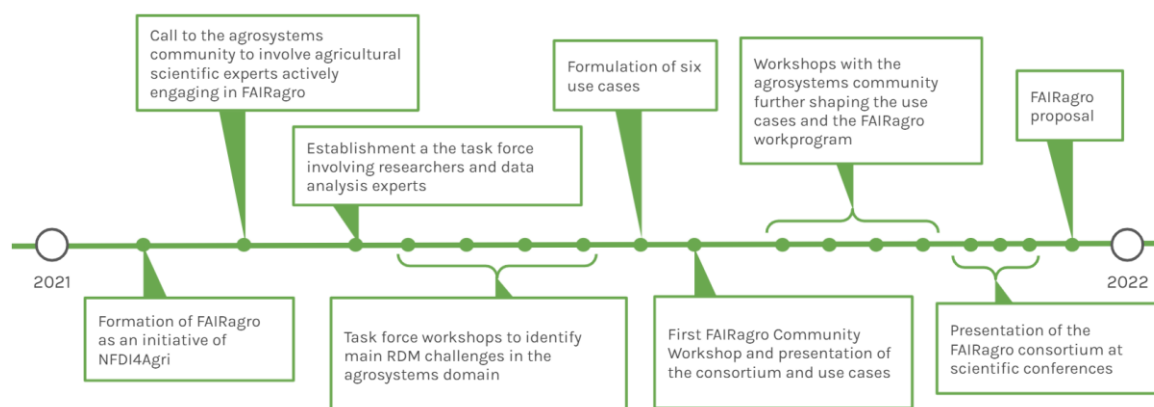 Call to the agrosystems
community to involve agricultural
scientific experts actively
engaging in FAIRagro
Establishment a the task force
involving researchers and data
analysis experts
Formulation of six
use cases
Workshops with the
agrosystems community
further shaping the use
cases and the FAIRagro
workprogram
FAIRagro
proposal
2021
2022
Formation of FAIRagro
as an initiative of
NFDI4Agri
Task force workshops to identify
main RDM challenges in the
agrosystems domain
First FAIRagro Community
Workshop and presentation of
the consortium and use cases
Presentation of the
FAIRagro consortium at
scientific conferences